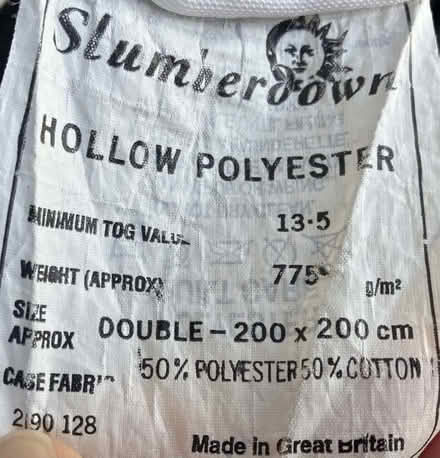 Slumberdown
HOLLOW POLYESTER
MINIMUM TOG VALUE 13·5
WEIGHT (APPROX) 775 g/m²
SIZE
APPROX DOUBLE – 200 x 200 cm
CASE FABR 50% POLYESTER 50% COTTON
2190 128
Made in Great Britain